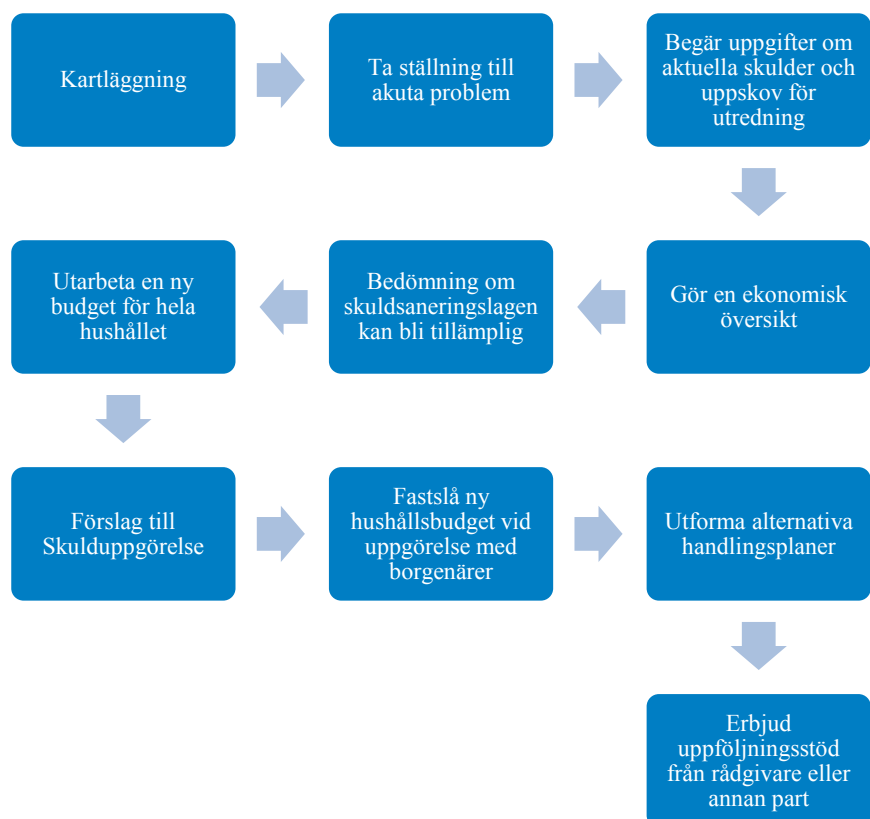 Kartläggning
Ta ställning till
akuta problem
Begär uppgifter om
aktuella skulder och
uppskov för
utredning
Gör en ekonomisk
översikt
Bedömning om
skuldsaneringslagen
kan bli tillämplig
Utarbeta en ny
budget för hela
hushållet
Förslag till
Skulduppgörelse
Fastslå ny
hushållsbudget vid
uppgörelse med
borgenärer
Utforma alternativa
handlingsplaner
Erbjud
uppföljningsstöd
från rådgivare eller
annan part